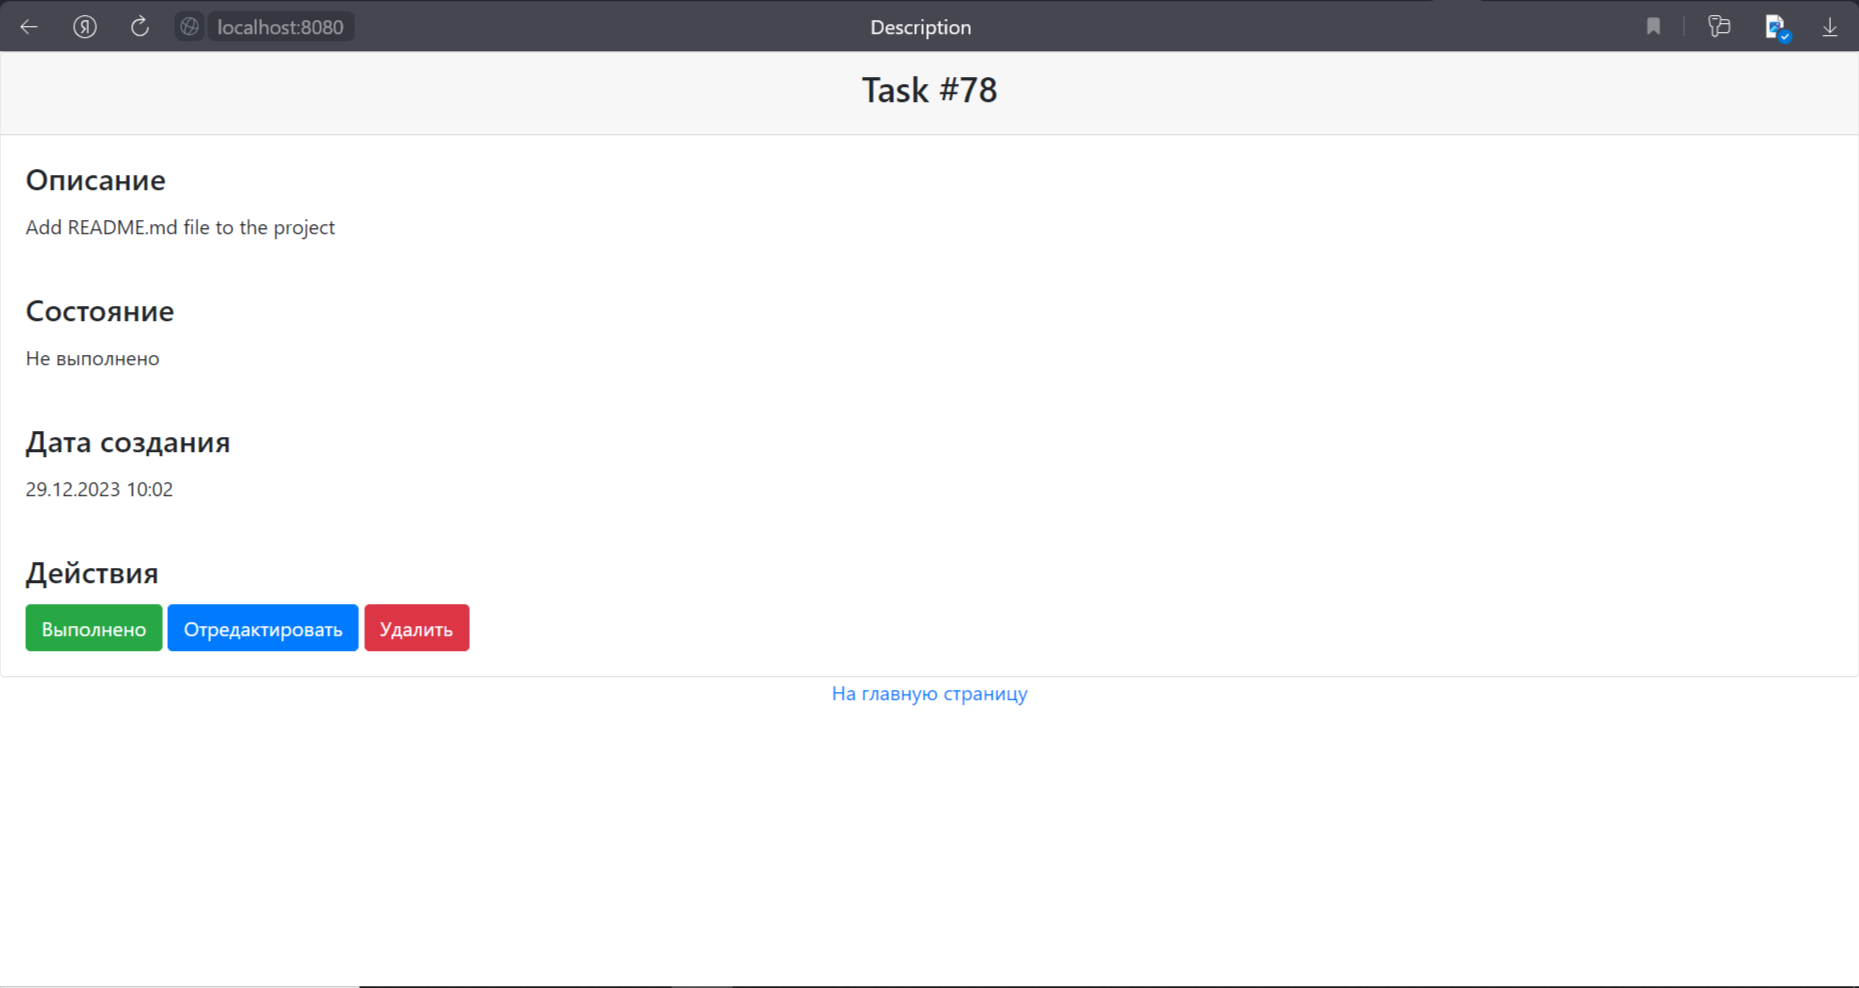 Я localhost:8080 Description
Task #78
Описание
Add README.md file to the project
Состояние
Не выполнено
Дата создания
29.12.2023 10:02
Действия
Выполнено Отредактировать Удалить
На главную страницу